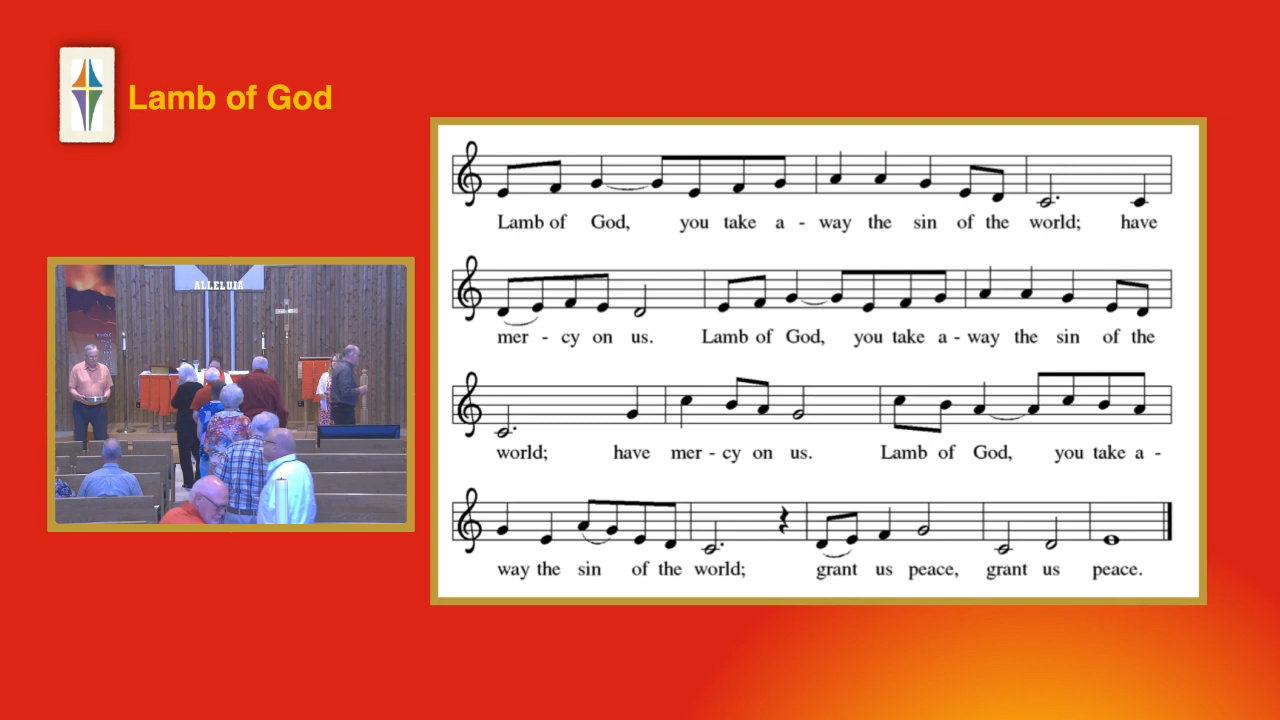 Lamb of God
ALLELUIA
Lamb of God, you take a - way the sin of the world; have
mer - cy on us. Lamb of God, you take a - way the sin of the
world; have mer - cy on us. Lamb of God, you take a -
way the sin of the world; grant us peace, grant us peace.